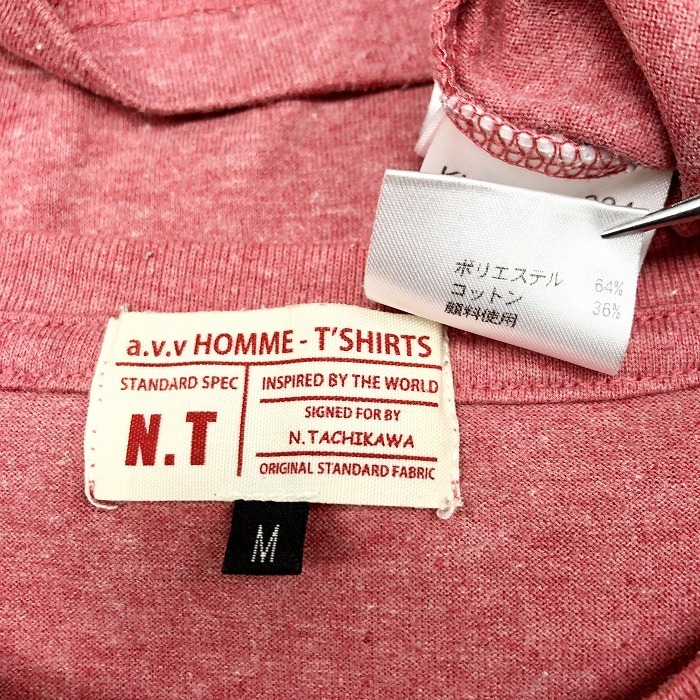 ポリエステル 64%
コットン 36%
顔料使用
a.v.v HOMME - T'SHIRTS
STANDARD SPEC
N.T
INSPIRED BY THE WORLD
SIGNED FOR BY
N.TACHIKAWA
ORIGINAL STANDARD FABRIC
M